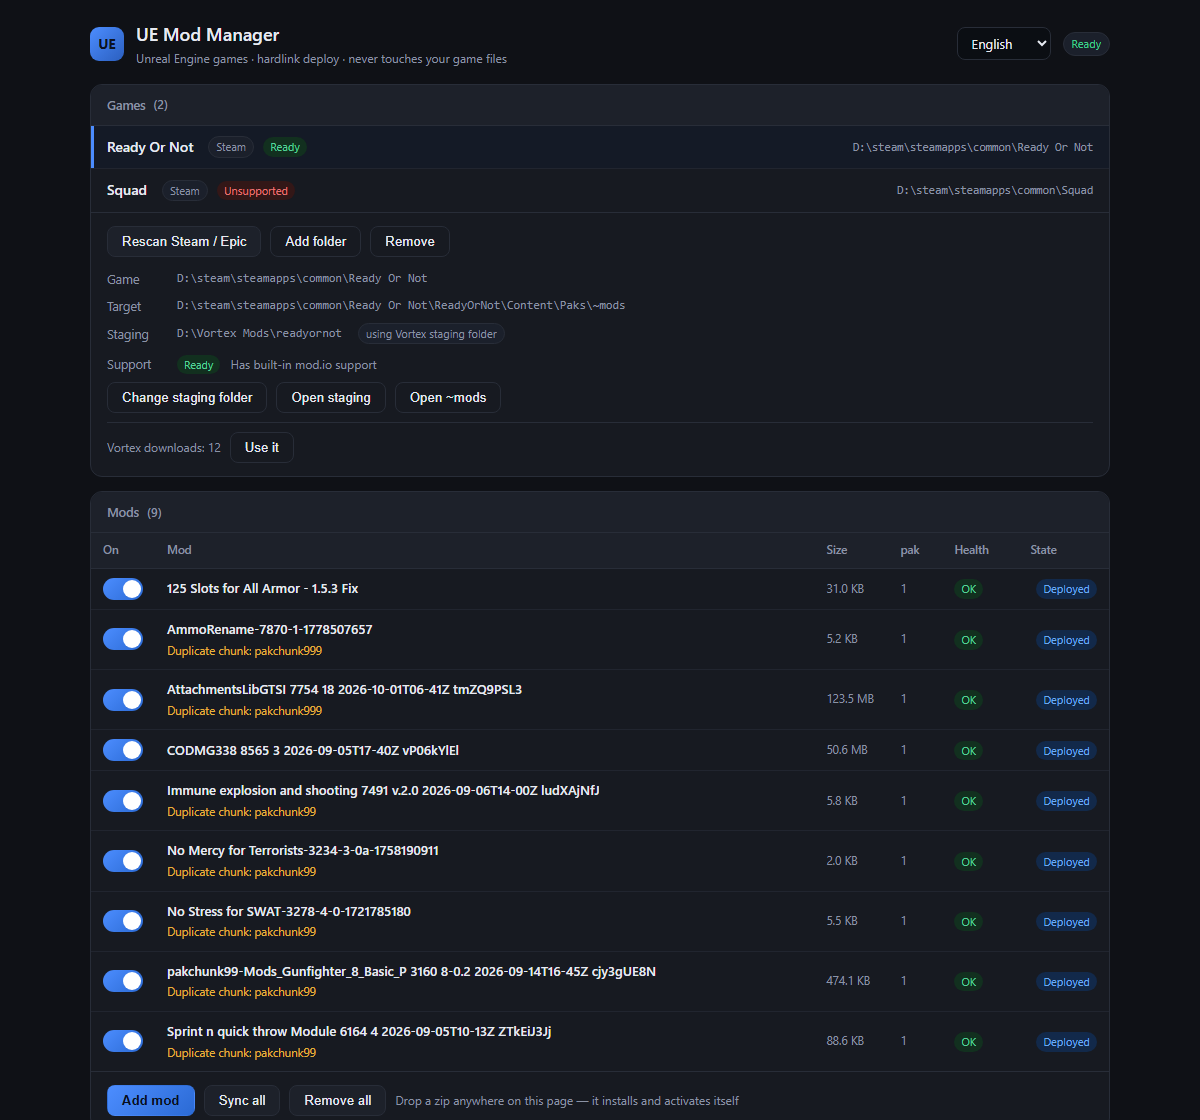 UE
UE Mod Manager
Unreal Engine games · hardlink deploy · never touches your game files
English
Ready
Games (2)
Ready Or Not Steam Ready D:\steam\steamapps\common\Ready Or Not
Squad Steam Unsupported D:\steam\steamapps\common\Squad
Rescan Steam / Epic Add folder Remove
Game D:\steam\steamapps\common\Ready Or Not
Target D:\steam\steamapps\common\Ready Or Not\ReadyOrNot\Content\Paks\~mods
Staging D:\Vortex Mods\readyornot using Vortex staging folder
Support Ready Has built-in mod.io support
Change staging folder Open staging Open ~mods
Vortex downloads: 12 Use it
Mods (9)
On Mod Size pak Health State
125 Slots for All Armor - 1.5.3 Fix 31.0 KB 1 OK Deployed
AmmoRename-7870-1-1778507657 5.2 KB 1 OK Deployed
Duplicate chunk: pakchunk999
AttachmentsLibGTSI 7754 18 2026-10-01T06-41Z tmZQ9PSL3 123.5 MB 1 OK Deployed
Duplicate chunk: pakchunk999
CODMG338 8565 3 2026-09-05T17-40Z vP06kYlEl 50.6 MB 1 OK Deployed
Immune explosion and shooting 7491 v.2.0 2026-09-06T14-00Z ludXAjNfJ 5.8 KB 1 OK Deployed
Duplicate chunk: pakchunk99
No Mercy for Terrorists-3234-3-0a-1758190911 2.0 KB 1 OK Deployed
Duplicate chunk: pakchunk99
No Stress for SWAT-3278-4-0-1721785180 5.5 KB 1 OK Deployed
Duplicate chunk: pakchunk99
pakchunk99-Mods_Gunfighter_8_Basic_P 3160 8-0.2 2026-09-14T16-45Z cjy3gUE8N 474.1 KB 1 OK Deployed
Duplicate chunk: pakchunk99
Sprint n quick throw Module 6164 4 2026-09-05T10-13Z ZTkEiJ3Jj 88.6 KB 1 OK Deployed
Duplicate chunk: pakchunk99
Add mod Sync all Remove all Drop a zip anywhere on this page — it installs and activates itself